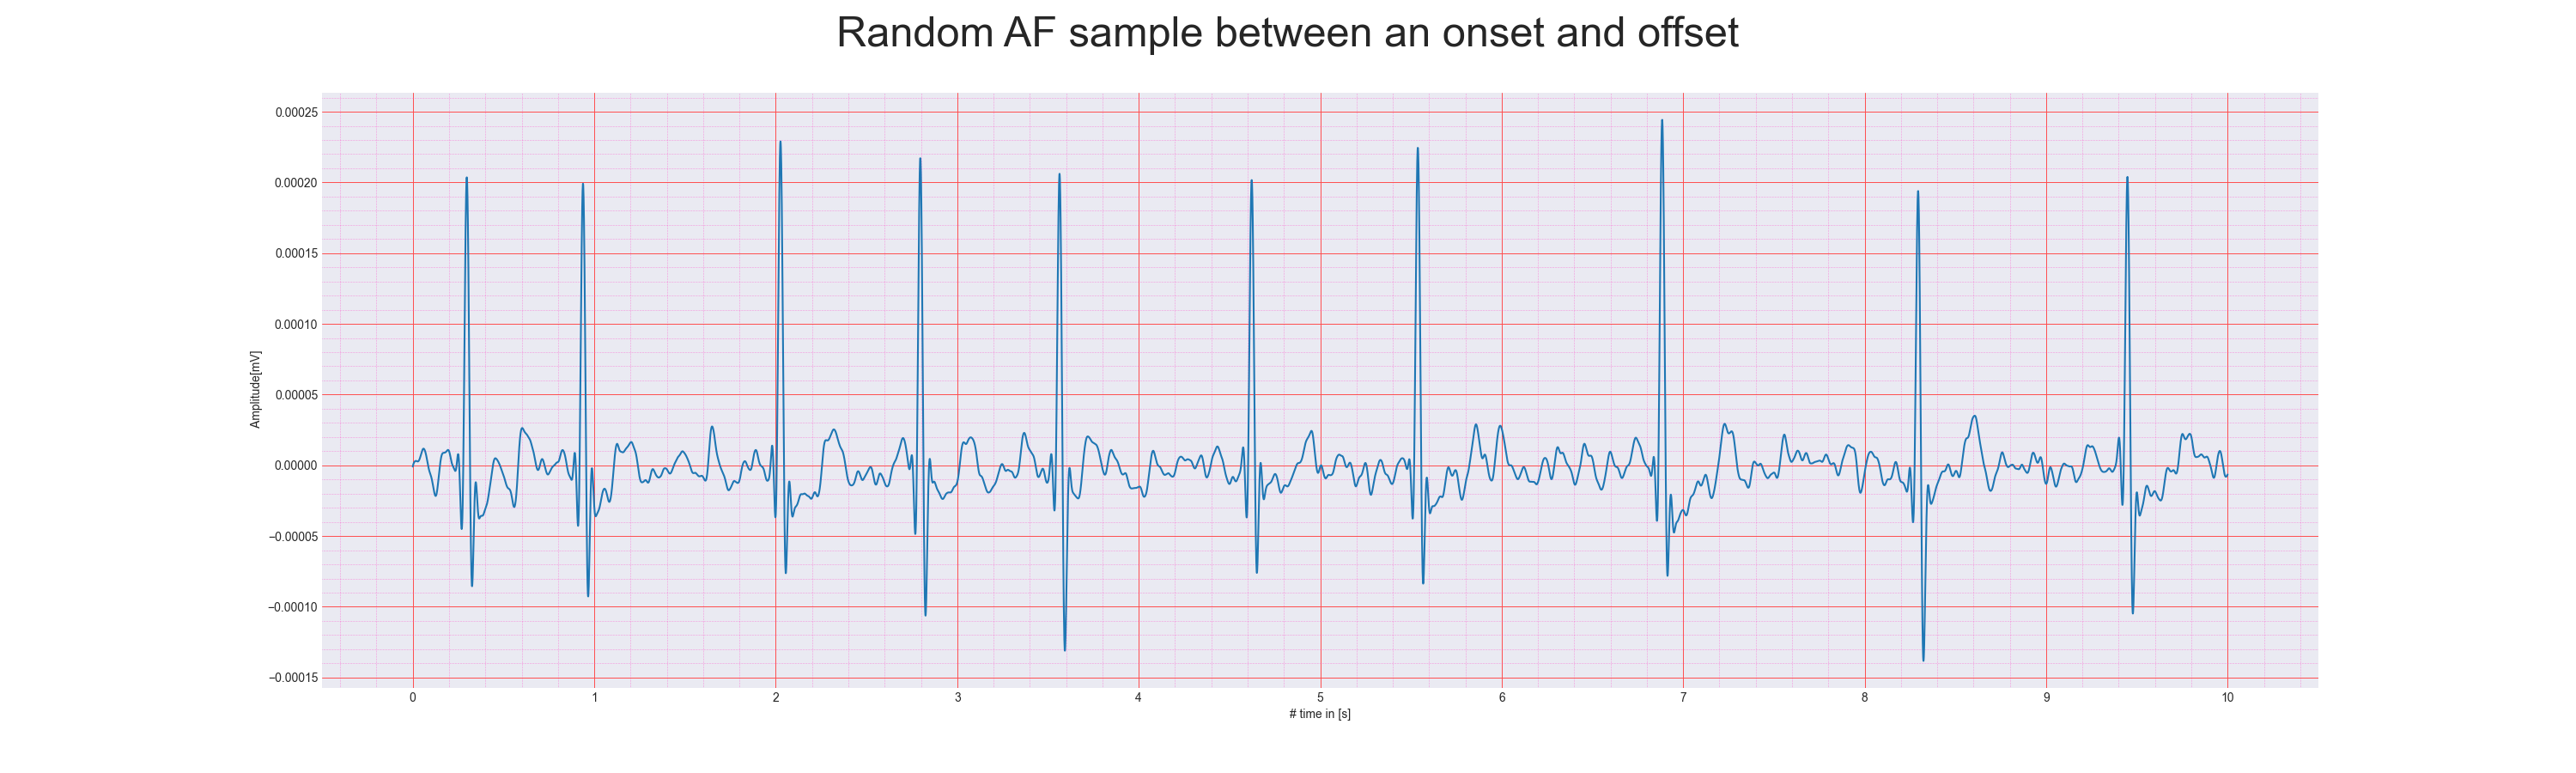 Random AF sample between an onset and offset
0.00025
0.00020
0.00015
0.00010
0.00005
0.00000
−0.00005
−0.00010
−0.00015
Amplitude[mV]
0 1 2 3 4 5 6 7 8 9 10
# time in [s]